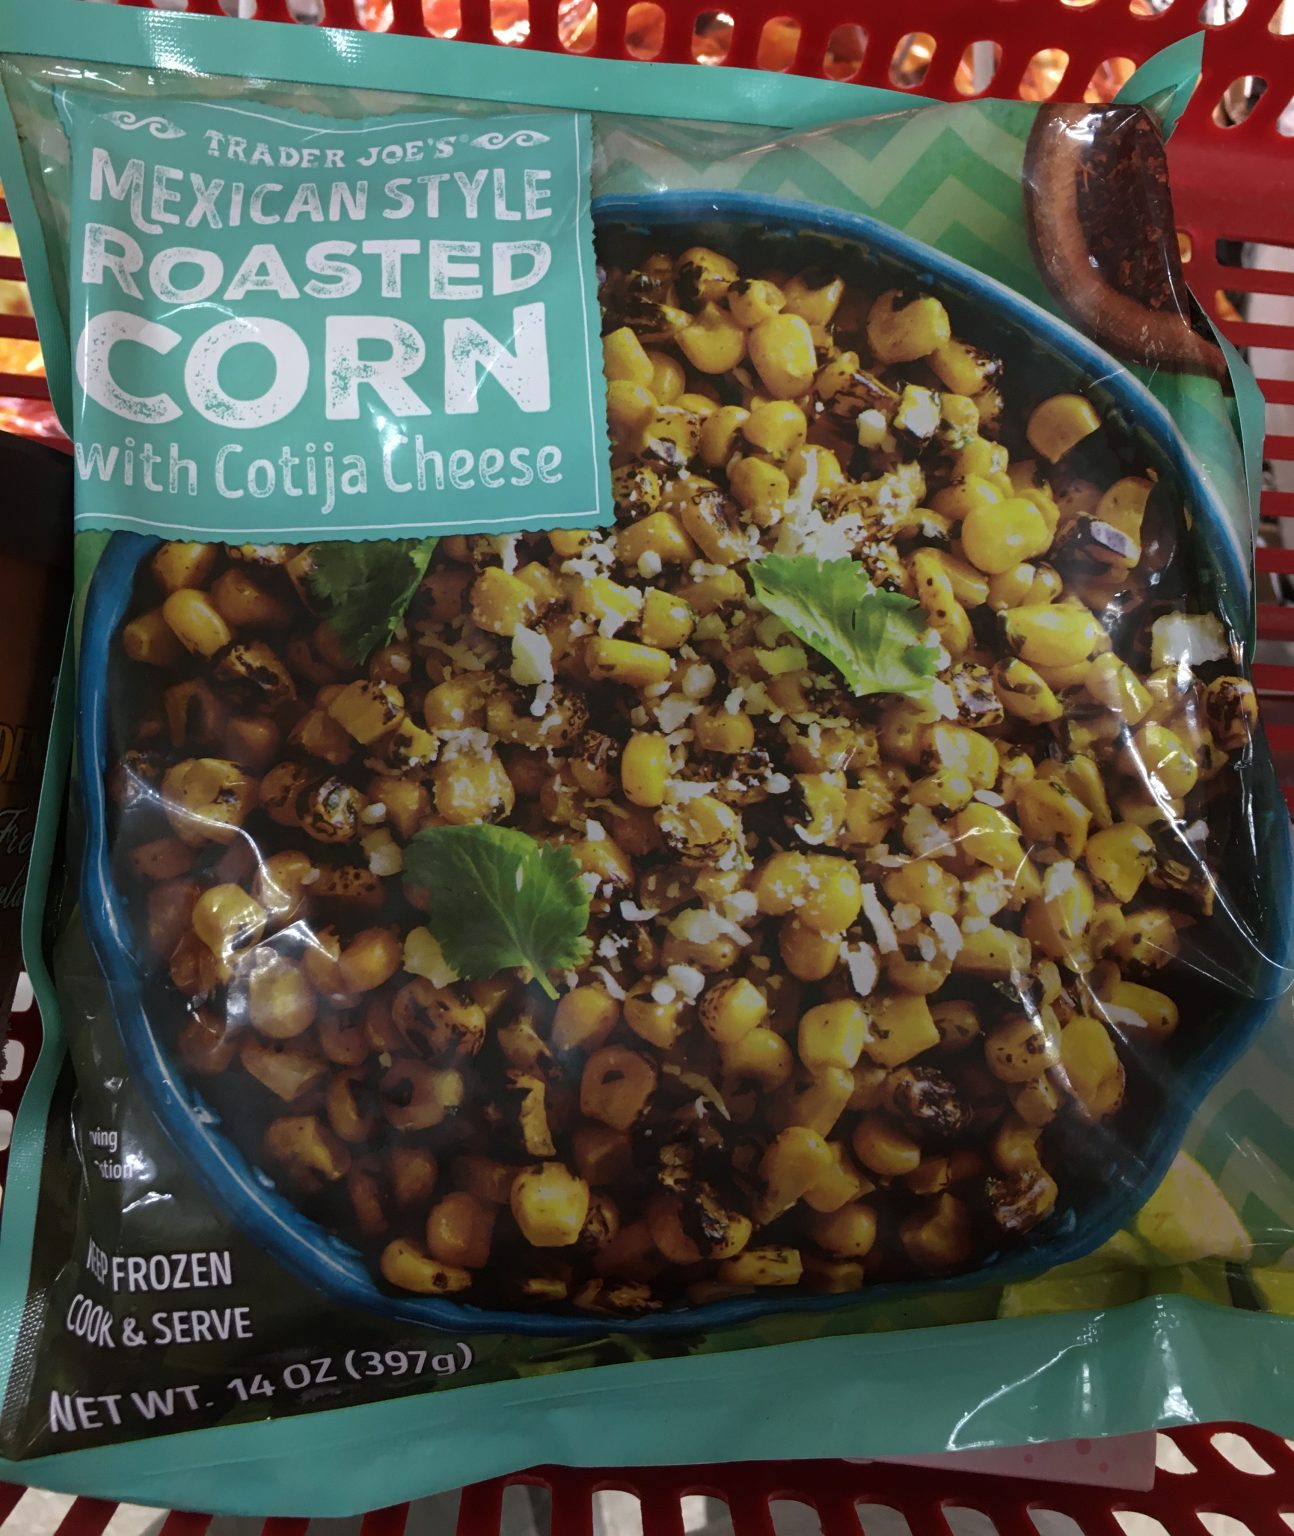 TRADER JOE'S
MEXICAN STYLE
ROASTED
CORN
with Cotija Cheese
FROZEN
COOK & SERVE
NET WT. 14 OZ (397g)